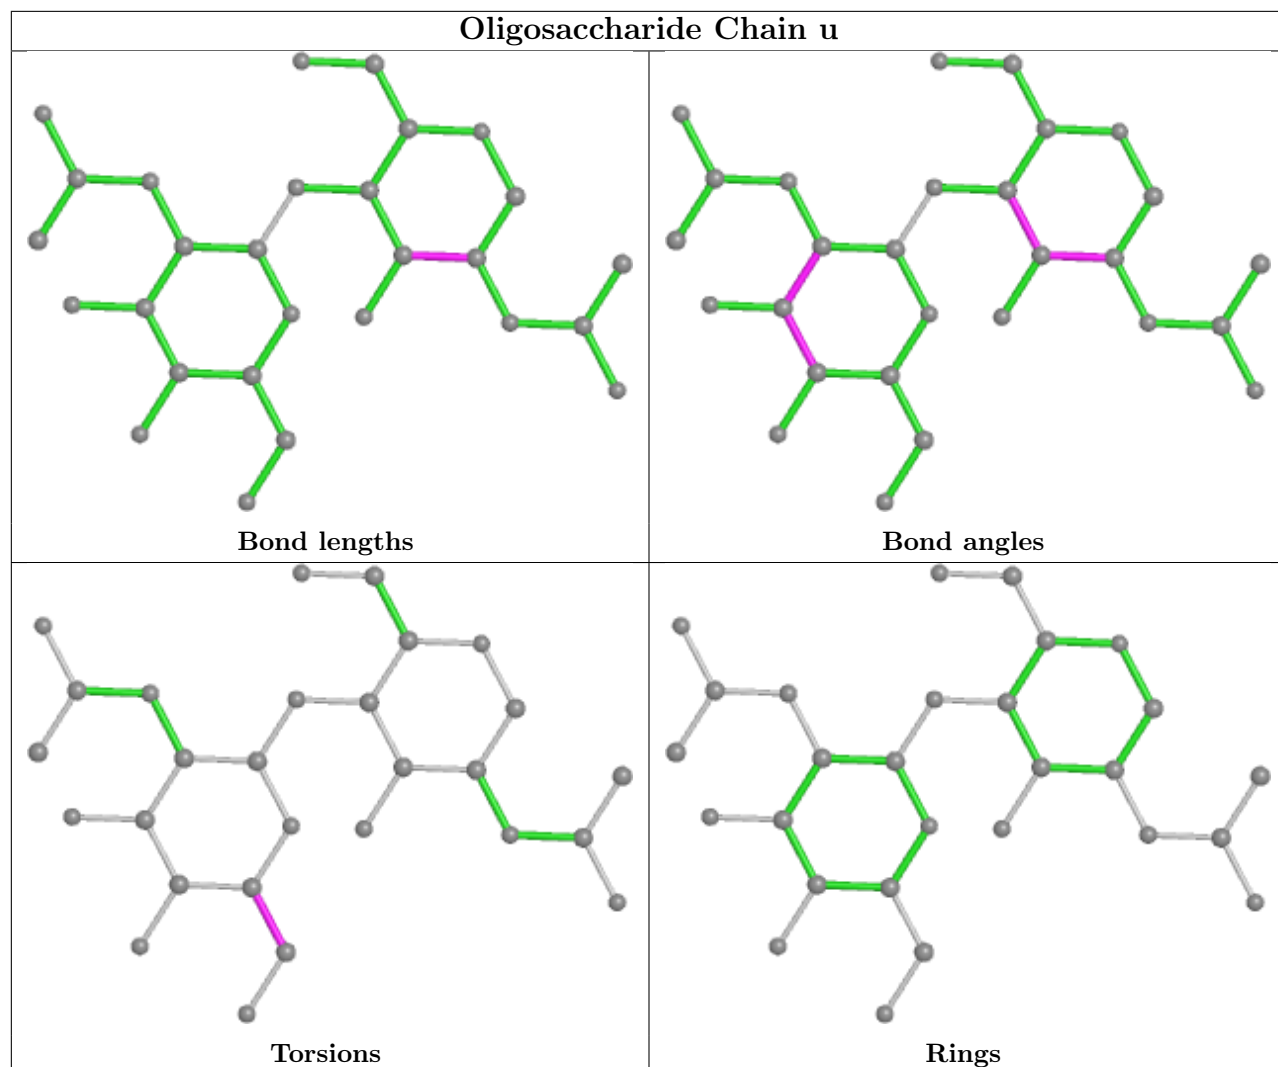 Oligosaccharide Chain u
Bond lengths
Bond angles
Torsions
Rings